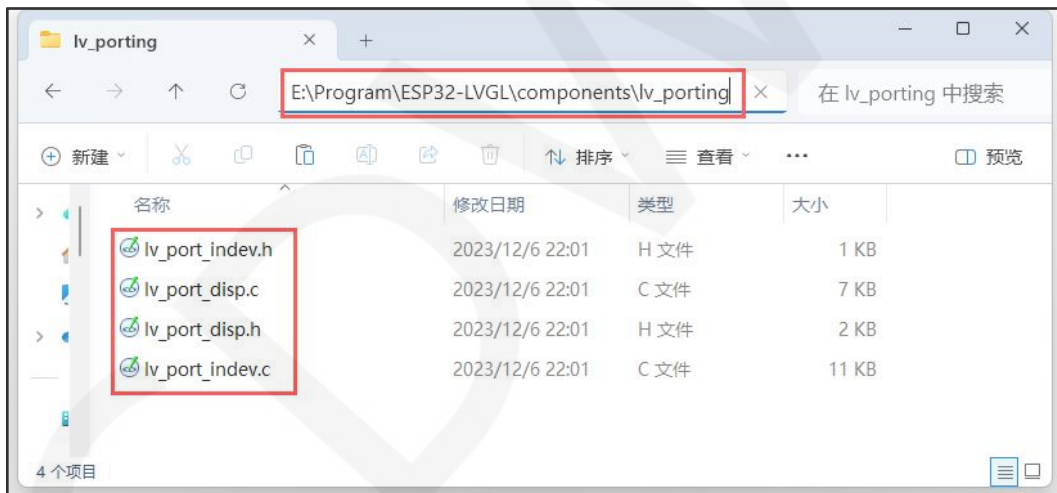 lv_porting
E:\Program\ESP32-LVGL\components\lv_porting
在 lv_porting 中搜索
新建 排序 查看 ... 预览
名称 修改日期 类型 大小
lv_port_indev.h 2023/12/6 22:01 H 文件 1 KB
lv_port_disp.c 2023/12/6 22:01 C 文件 7 KB
lv_port_disp.h 2023/12/6 22:01 H 文件 2 KB
lv_port_indev.c 2023/12/6 22:01 C 文件 11 KB
4 个项目